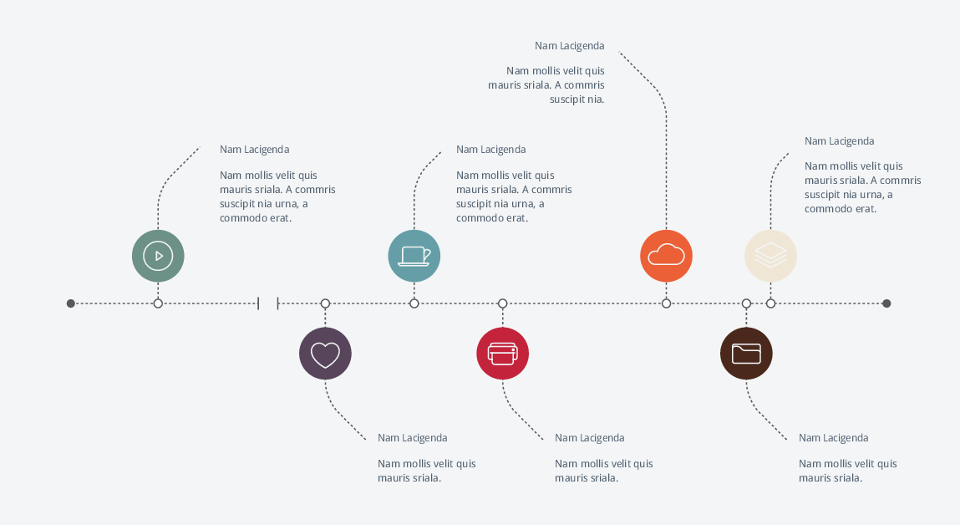 Nam Lacigenda
Nam mollis velit quis
mauris sriala. A commris
suscipit nia.
Nam Lacigenda
Nam mollis velit quis
mauris sriala. A commris
suscipit nia urna, a
commodo erat.
Nam Lacigenda
Nam mollis velit quis
mauris sriala. A commris
suscipit nia urna, a
commodo erat.
Nam Lacigenda
Nam mollis velit quis
mauris sriala. A commris
suscipit nia urna, a
commodo erat.
Nam Lacigenda
Nam mollis velit quis
mauris sriala.
Nam Lacigenda
Nam mollis velit quis
mauris sriala.
Nam Lacigenda
Nam mollis velit quis
mauris sriala.